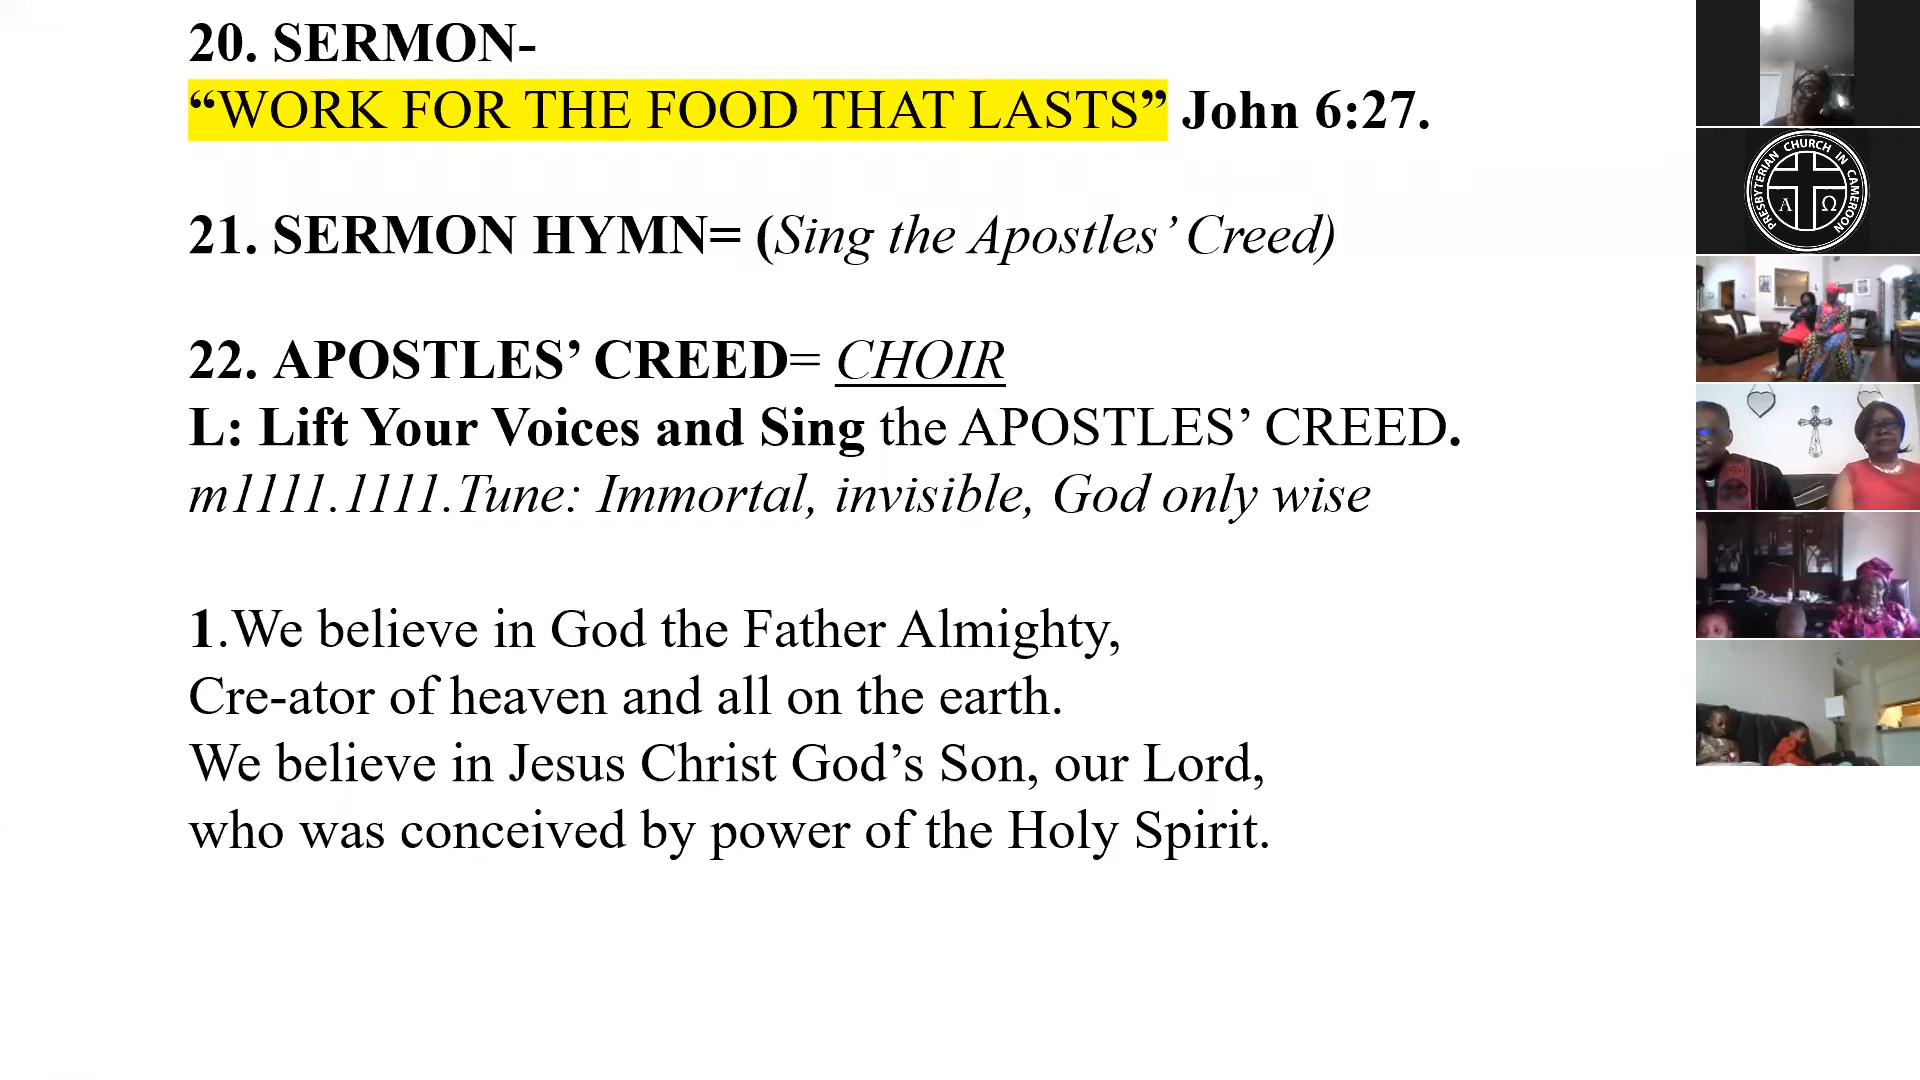 20. SERMON-
“WORK FOR THE FOOD THAT LASTS” John 6:27.
21. SERMON HYMN= (Sing the Apostles’ Creed)
22. APOSTLES’ CREED= CHOIR
L: Lift Your Voices and Sing the APOSTLES’ CREED.
m1111.1111.Tune: Immortal, invisible, God only wise
1.We believe in God the Father Almighty,
Cre-ator of heaven and all on the earth.
We believe in Jesus Christ God’s Son, our Lord,
who was conceived by power of the Holy Spirit.
PRESBYTERIAN CHURCH IN CAMEROON
Α Ω